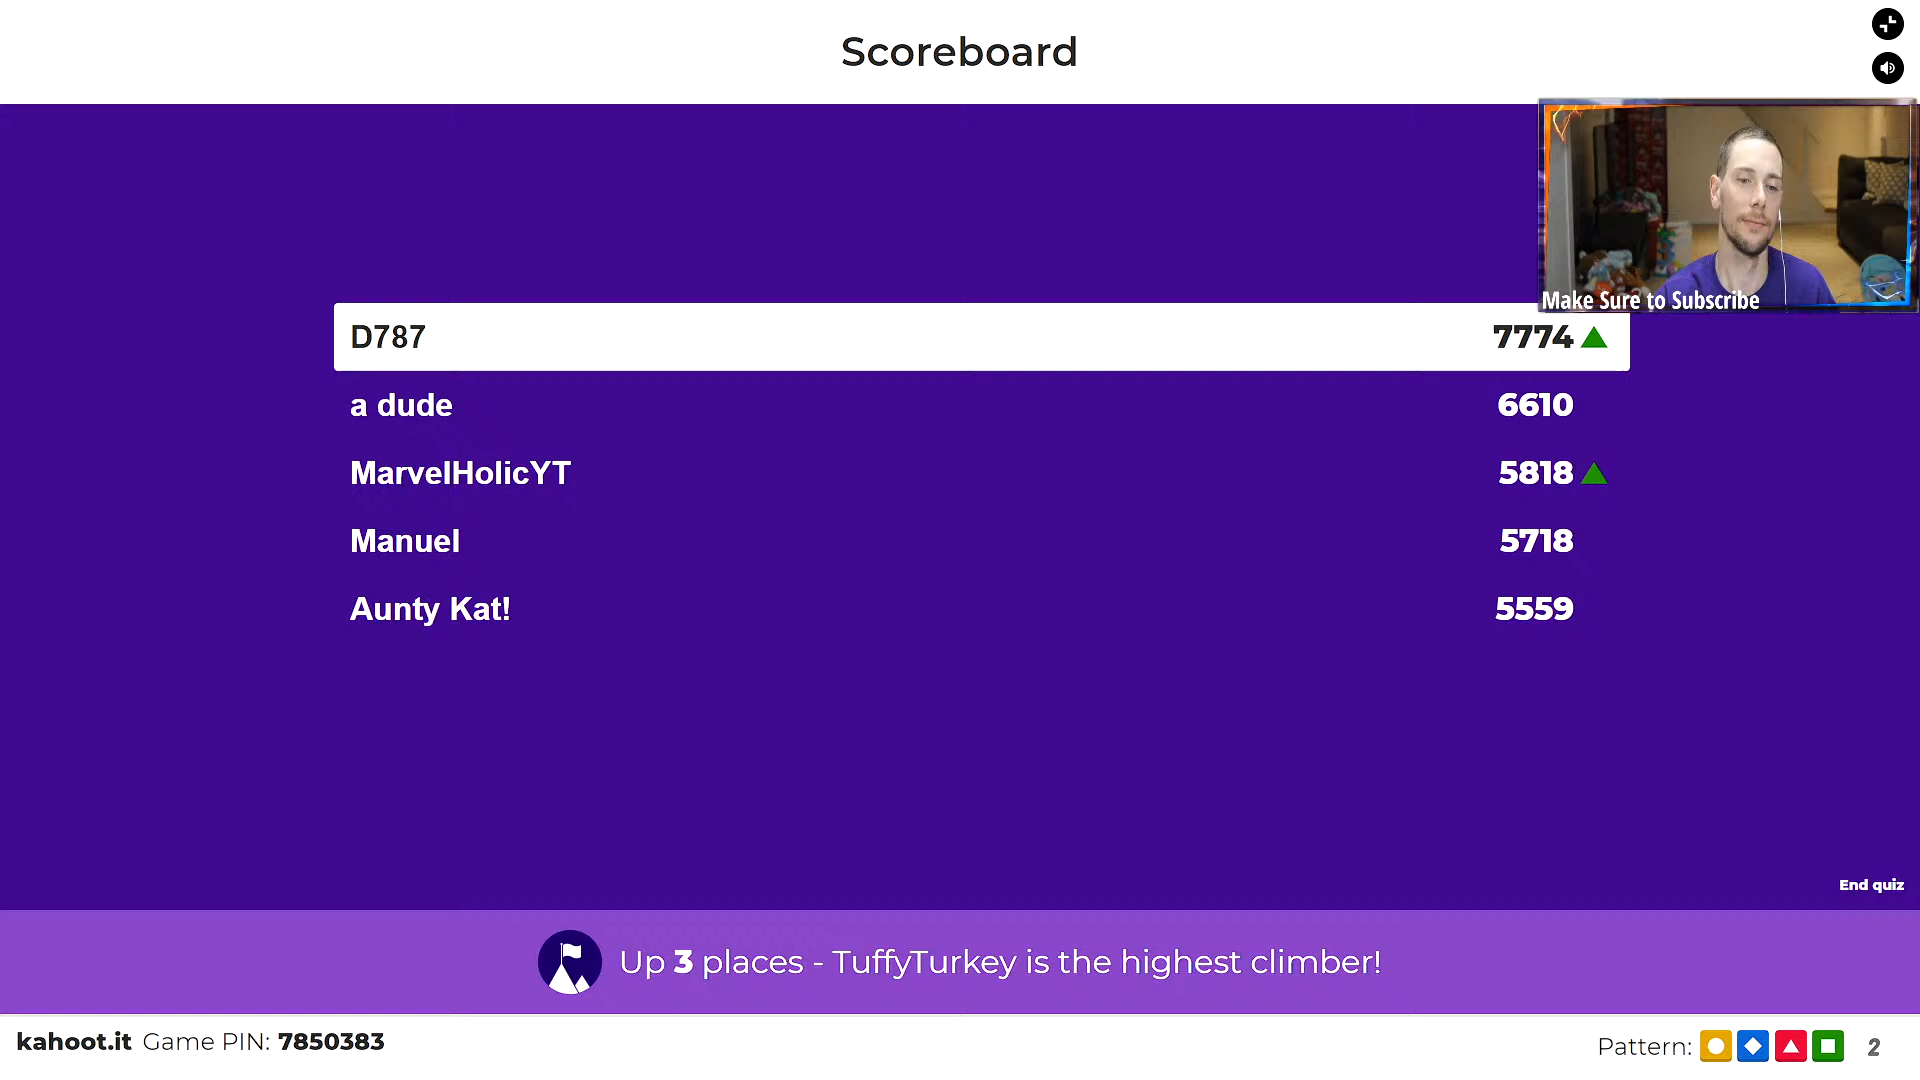 Scoreboard
Make Sure to Subscribe
D787 7774
a dude 6610
MarvelHolicYT 5818
Manuel 5718
Aunty Kat! 5559
End quiz
Up 3 places - TuffyTurkey is the highest climber!
kahoot.it Game PIN: 7850383
Pattern: 2